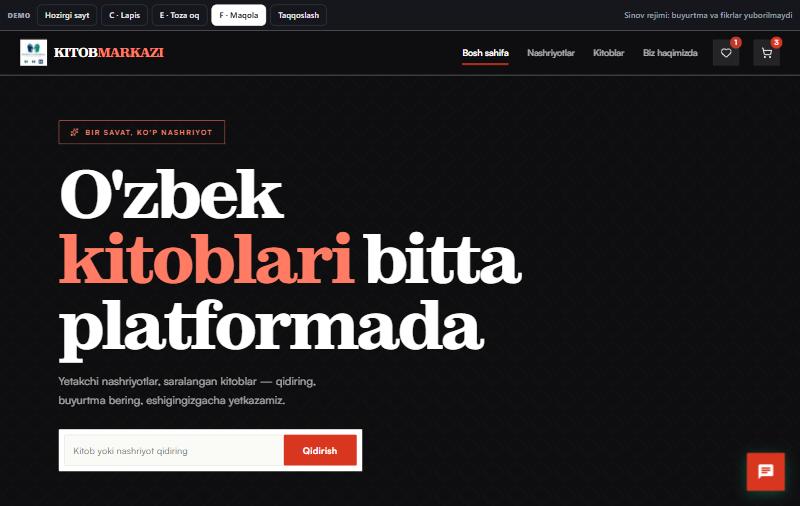 DEMO Hozirgi sayt C · Lapis E · Toza oq F · Maqola Taqqoslash Sinov rejimi: buyurtma va fikrlar yuborilmaydi
KITOBMARKAZI Bosh sahifa Nashriyotlar Kitoblar Biz haqimizda 1 3
BIR SAVAT, KO'P NASHRIYOT
O'zbek
kitoblari bitta
platformada
Yetakchi nashriyotlar, saralangan kitoblar — qidiring,
buyurtma bering, eshigingizgacha yetkazamiz.
Kitob yoki nashriyot qidiring Qidirish